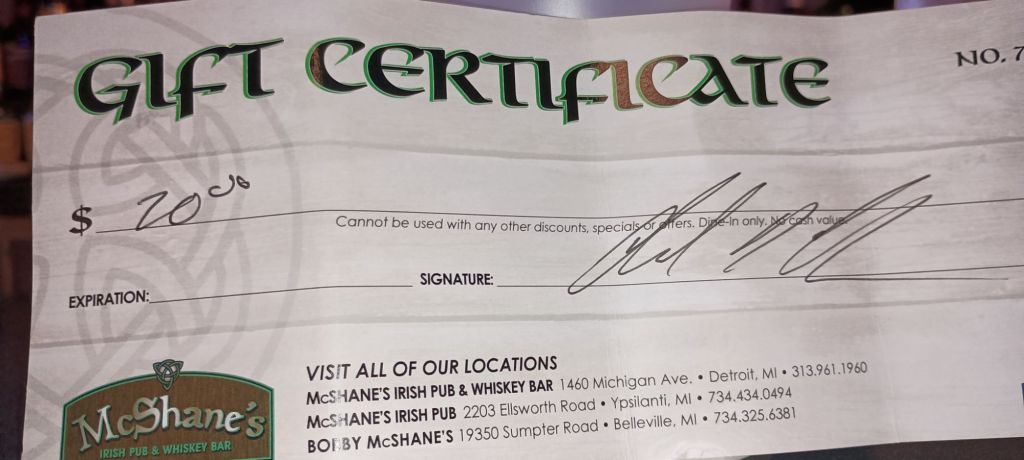 GIFT CERTIFICATE
NO. 7
$ 20 00
Cannot be used with any other discounts, specials or offers. Dine-In only. No cash value.
EXPIRATION:
SIGNATURE:
VISIT ALL OF OUR LOCATIONS
McSHANE'S IRISH PUB & WHISKEY BAR 1460 Michigan Ave. • Detroit, MI • 313.961.1960
McSHANE'S IRISH PUB 2203 Ellsworth Road • Ypsilanti, MI • 734.434.0494
BOBBY McSHANE'S 19350 Sumpter Road • Belleville, MI • 734.325.6381
McShane's
IRISH PUB & WHISKEY BAR